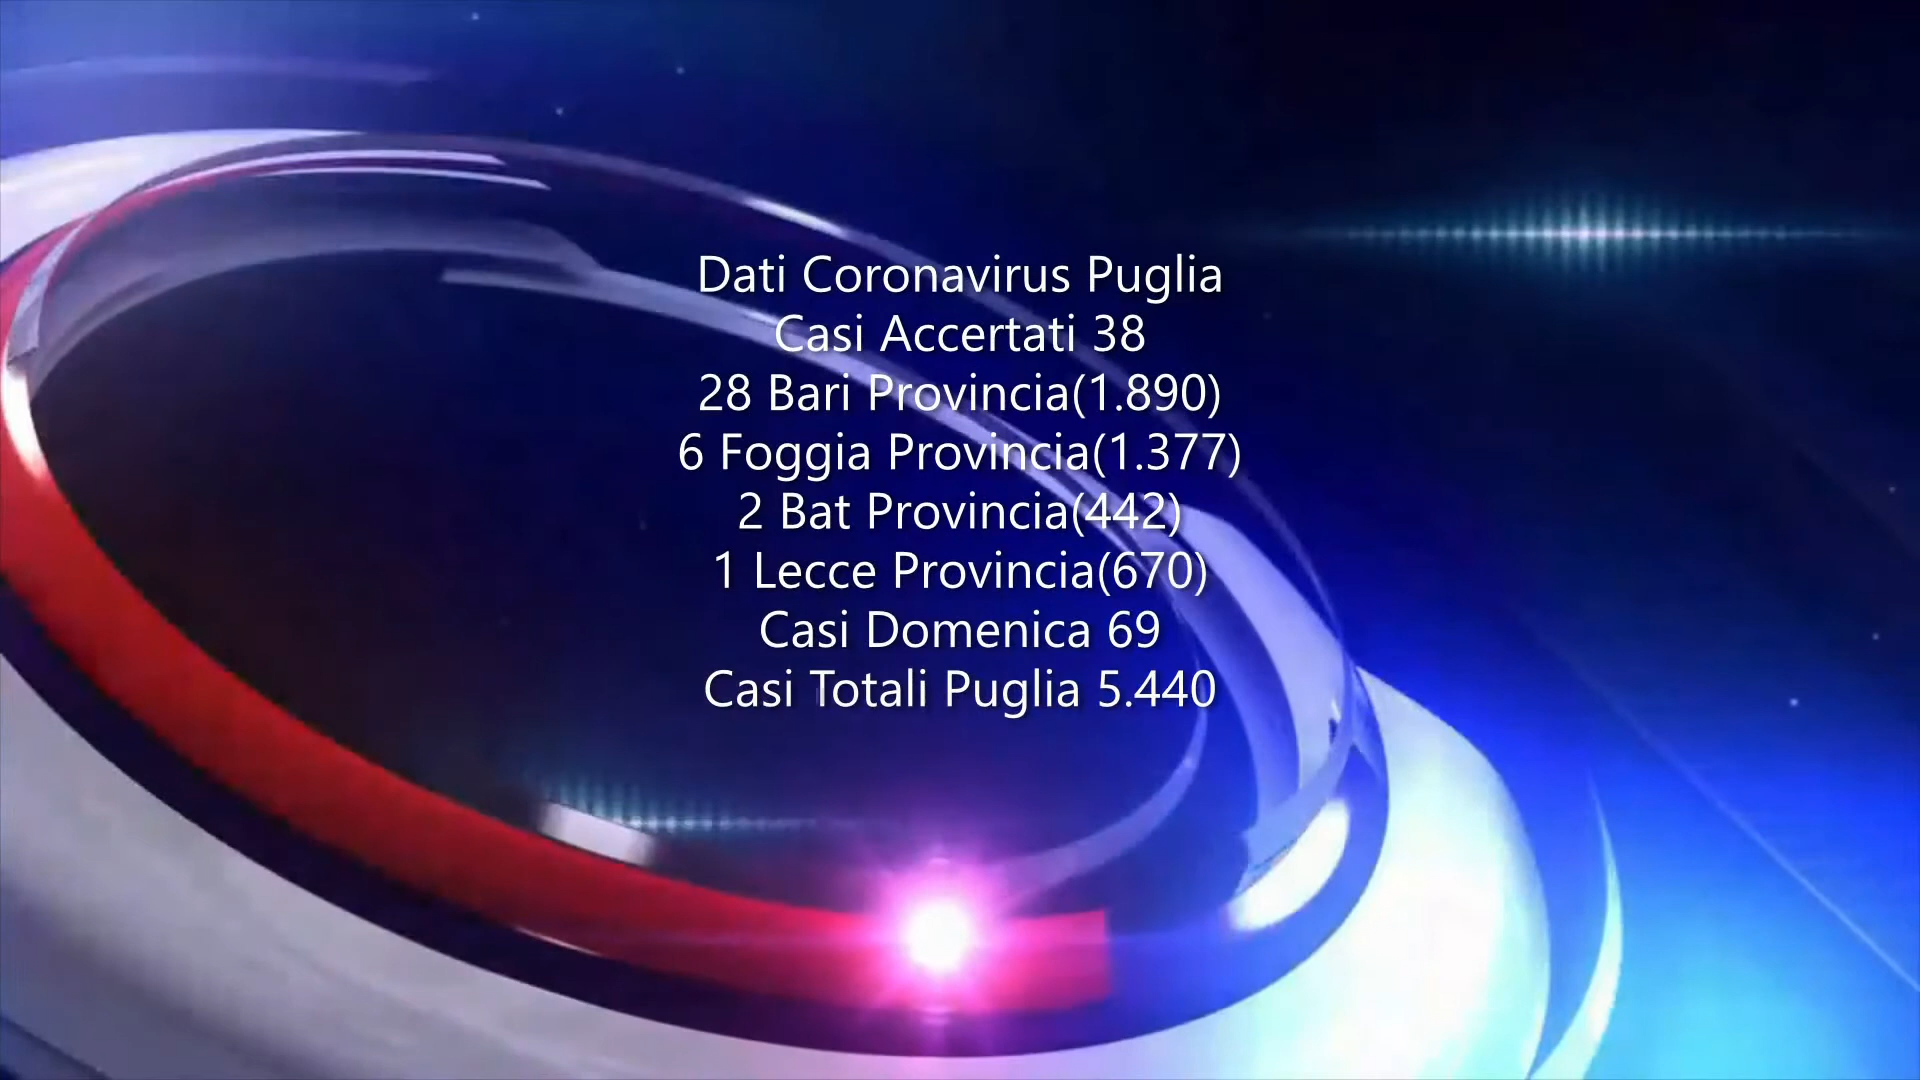 Dati Coronavirus Puglia
Casi Accertati 38
28 Bari Provincia(1.890)
6 Foggia Provincia(1.377)
2 Bat Provincia(442)
1 Lecce Provincia(670)
Casi Domenica 69
Casi Totali Puglia 5.440